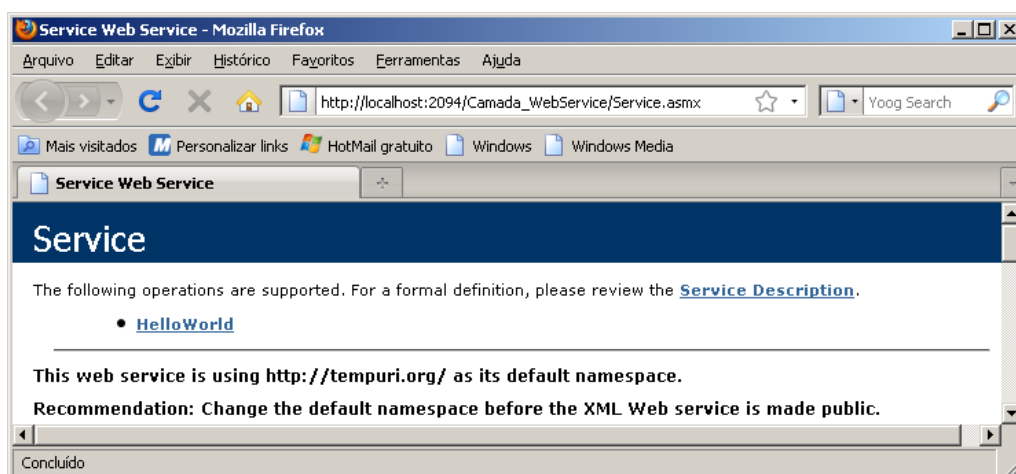 Service Web Service - Mozilla Firefox
Arquivo Editar Exibir Histórico Favoritos Ferramentas Ajuda
http://localhost:2094/Camada_WebService/Service.asmx Yoog Search
Mais visitados Personalizar links HotMail gratuito Windows Windows Media
Service Web Service
Service
The following operations are supported. For a formal definition, please review the Service Description.
HelloWorld
This web service is using http://tempuri.org/ as its default namespace.
Recommendation: Change the default namespace before the XML Web service is made public.
Concluído